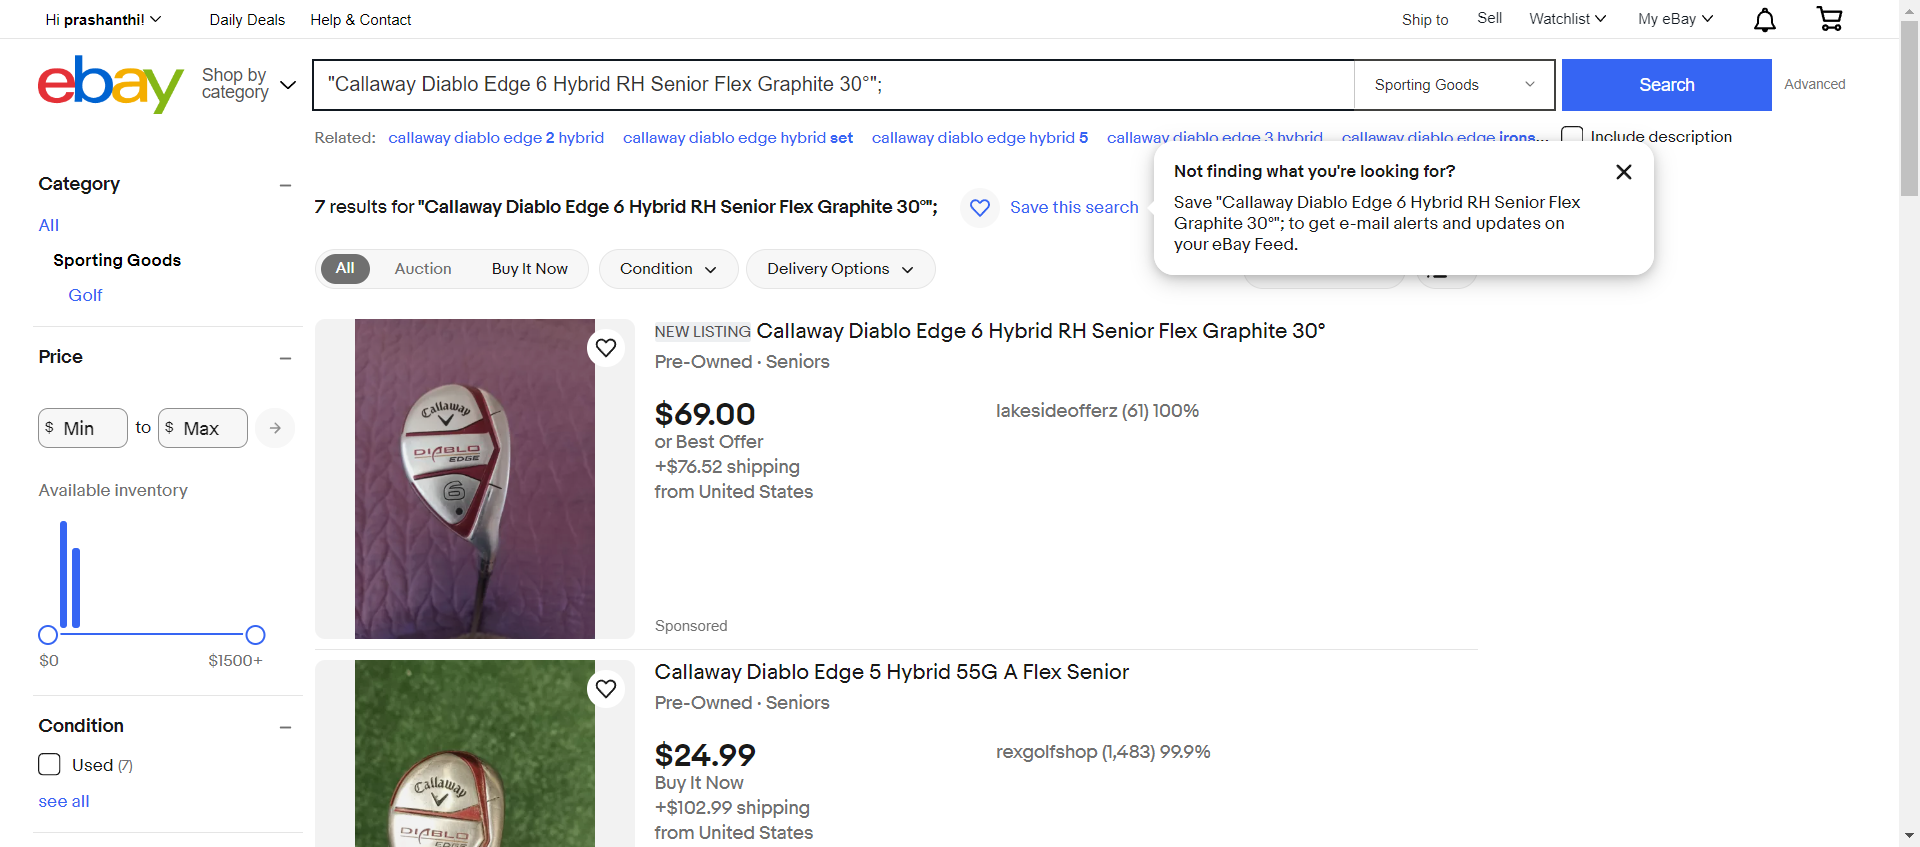 Hi prashanthi!
Daily Deals
Help & Contact
Ship to
Sell
Watchlist
My eBay
ebay
Shop by
category
"Callaway Diablo Edge 6 Hybrid RH Senior Flex Graphite 30°";
Sporting Goods
Search
Advanced
Related:
callaway diablo edge 2 hybrid
callaway diablo edge hybrid set
callaway diablo edge hybrid 5
callaway diablo edge 3 hybrid
callaway diablo edge irons...
Include description
Not finding what you're looking for?
Save "Callaway Diablo Edge 6 Hybrid RH Senior Flex
Graphite 30°"; to get e-mail alerts and updates on
your eBay Feed.
Category
All
Sporting Goods
Golf
Price
$ Min to $ Max
Available inventory
$0
$1500+
Condition
Used (7)
see all
7 results for "Callaway Diablo Edge 6 Hybrid RH Senior Flex Graphite 30°";
Save this search
All
Auction
Buy It Now
Condition
Delivery Options
Callaway
DIABLO
EDGE
6
NEW LISTING Callaway Diablo Edge 6 Hybrid RH Senior Flex Graphite 30°
Pre-Owned · Seniors
$69.00
or Best Offer
+$76.52 shipping
from United States
lakesideofferz (61) 100%
Sponsored
Callaway
DIABLO
EDGE
Callaway Diablo Edge 5 Hybrid 55G A Flex Senior
Pre-Owned · Seniors
$24.99
Buy It Now
+$102.99 shipping
from United States
rexgolfshop (1,483) 99.9%